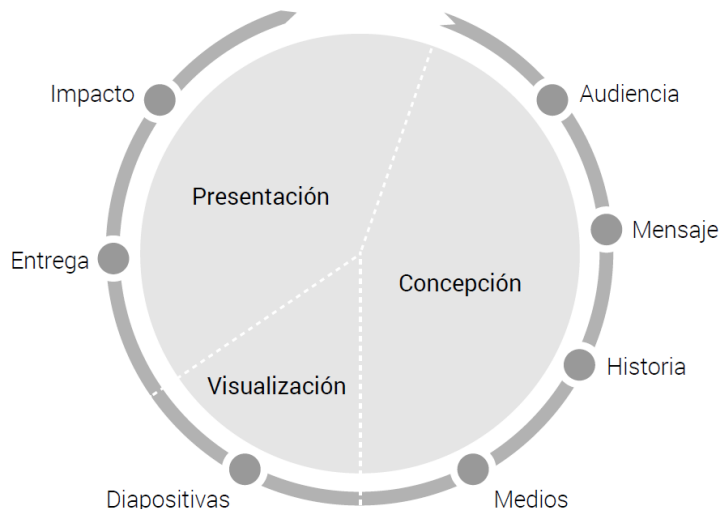 Impacto
Audiencia
Presentación
Mensaje
Entrega
Concepción
Historia
Visualización
Diapositivas
Medios